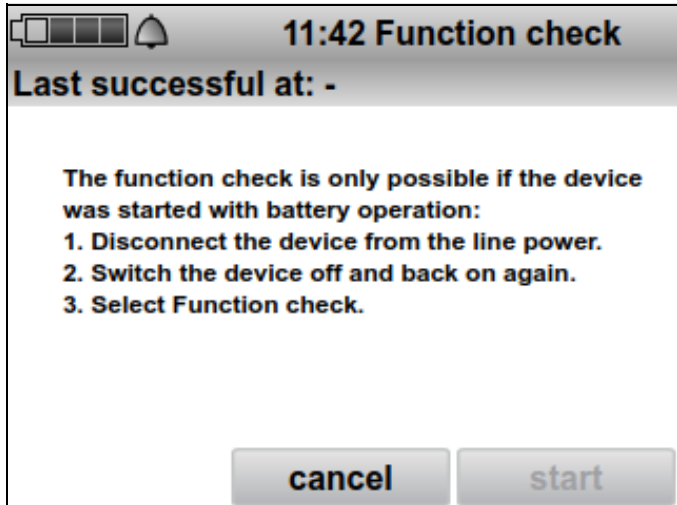 11:42 Function check
Last successful at: -
The function check is only possible if the device
was started with battery operation:
1. Disconnect the device from the line power.
2. Switch the device off and back on again.
3. Select Function check.
cancel start